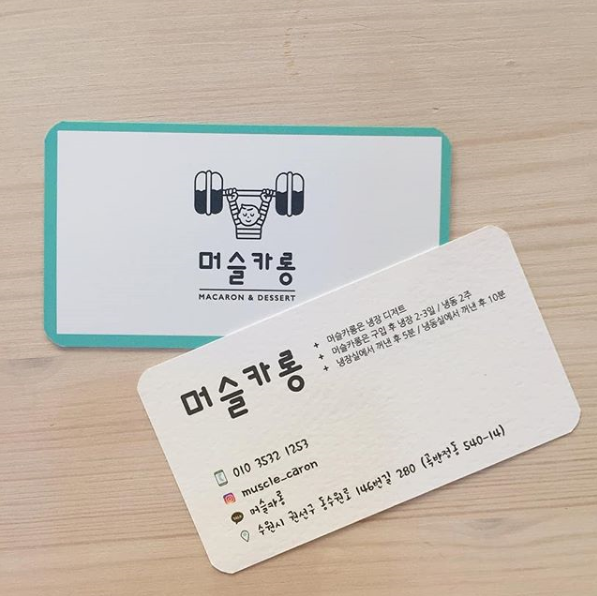 머슬카롱
MACARON & DESSERT
머슬카롱
+ 머슬카롱은 냉장 디저트
+ 머슬카롱은 구입 후 냉장 2-3일 / 냉동 2주
+ 냉장실에서 꺼낸 후 5분 / 냉동실에서 꺼낸 후 10분
010 3532 1253
muscle_caron
머슬카롱
수원시 권선구 동수원로 146번길 280 (곡반정동 540-14)